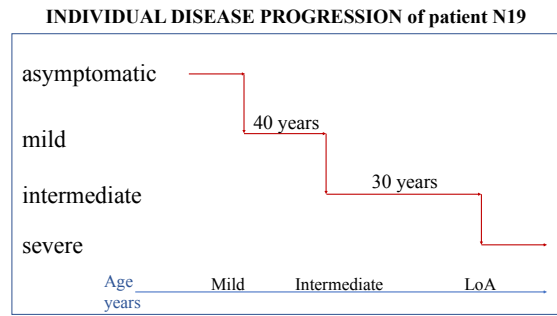 INDIVIDUAL DISEASE PROGRESSION of patient N19
asymptomatic
40 years
mild
30 years
intermediate
severe
Age
years
Mild
Intermediate
LoA